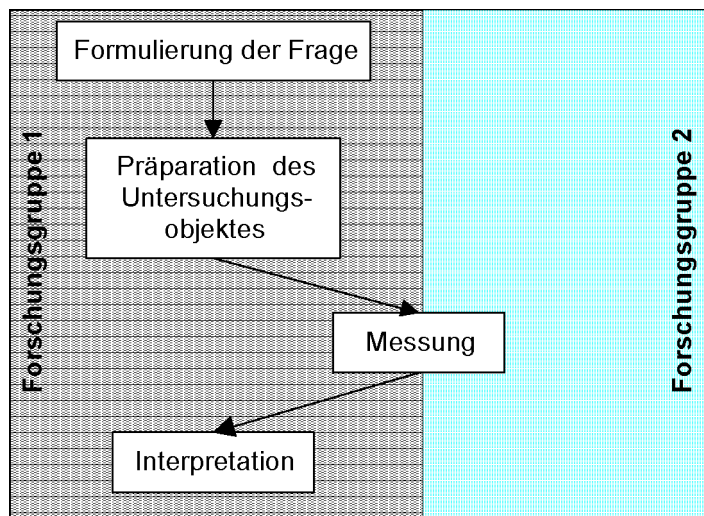 Formulierung der Frage
Präparation des
Untersuchungs-
objektes
Messung
Interpretation
Forschungsgruppe 1
Forschungsgruppe 2